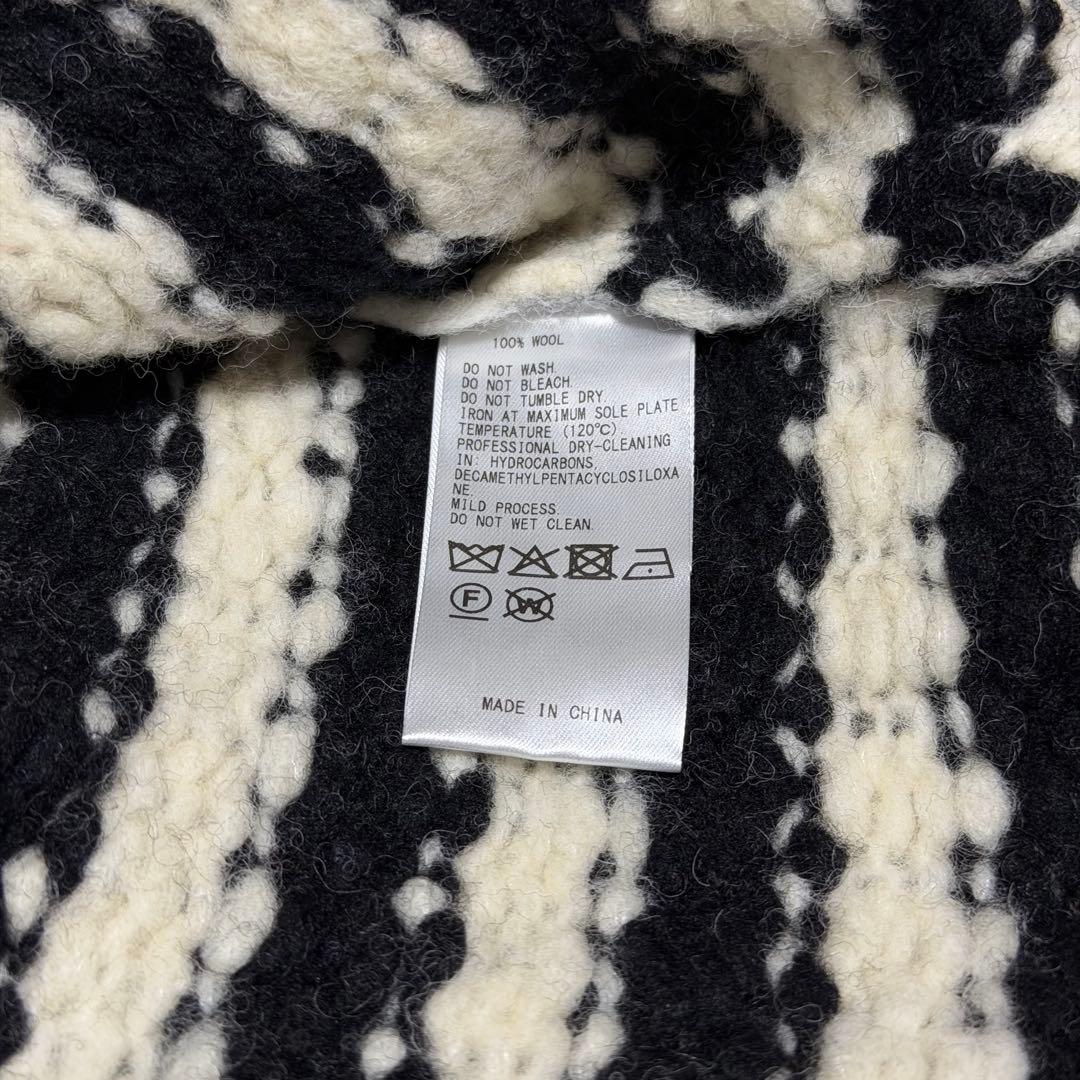 100% WOOL
DO NOT WASH.
DO NOT BLEACH.
DO NOT TUMBLE DRY.
IRON AT MAXIMUM SOLE PLATE
TEMPERATURE (120℃)
PROFESSIONAL DRY-CLEANING
IN: HYDROCARBONS,
DECAMETHYLPENTACYCLOSILOXA
NE.
MILD PROCESS.
DO NOT WET CLEAN.
F
W
MADE IN CHINA